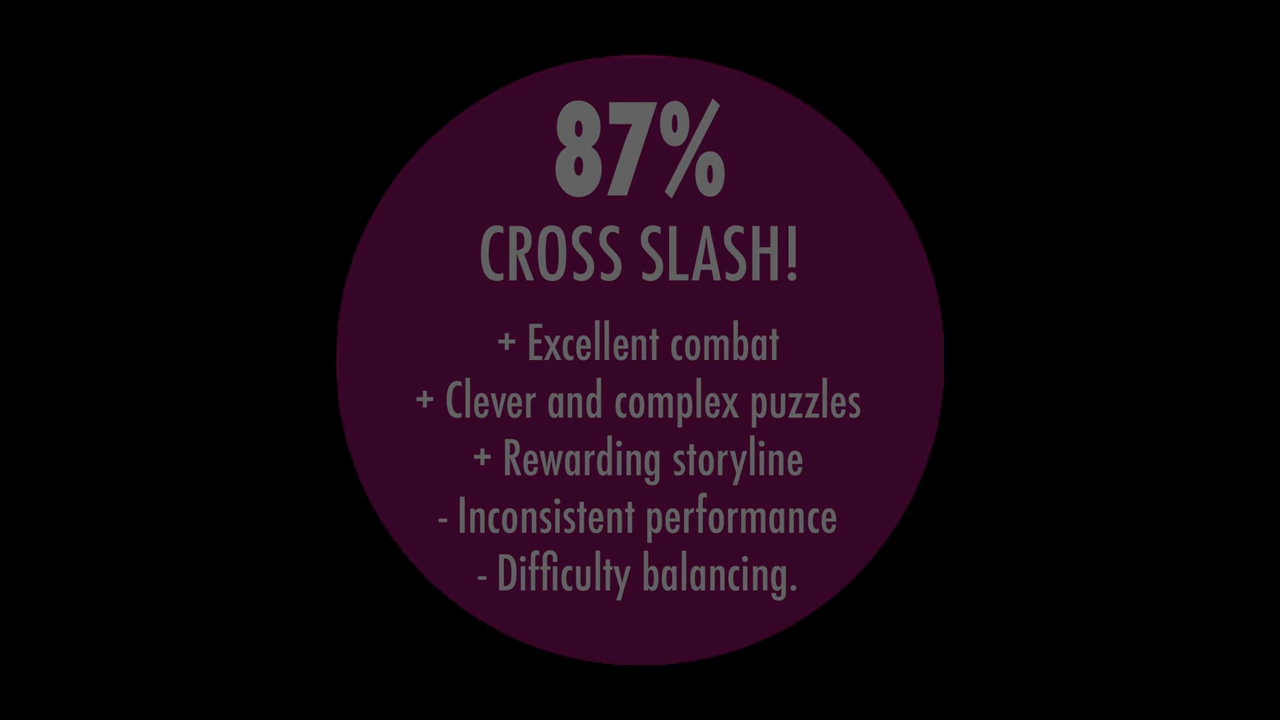 87%
CROSS SLASH!
+ Excellent combat
+ Clever and complex puzzles
+ Rewarding storyline
- Inconsistent performance
- Difficulty balancing.